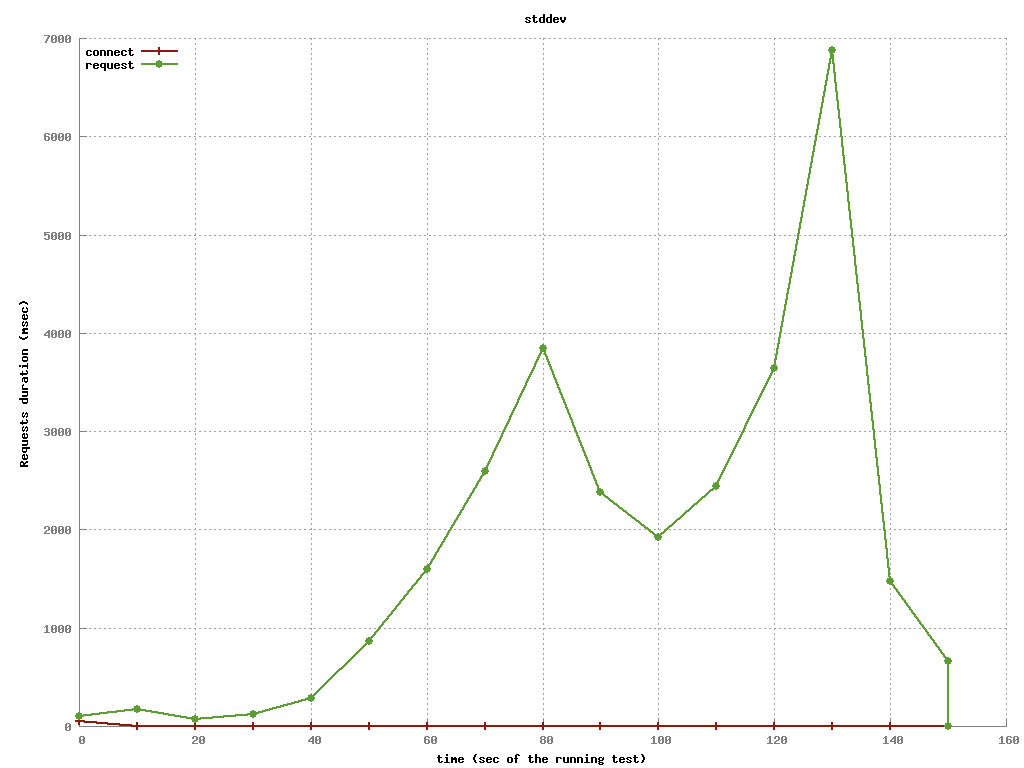 stddev
connect
request
7000
6000
5000
4000
3000
2000
1000
0
Requests duration (msec)
0 20 40 60 80 100 120 140 160
time (sec of the running test)